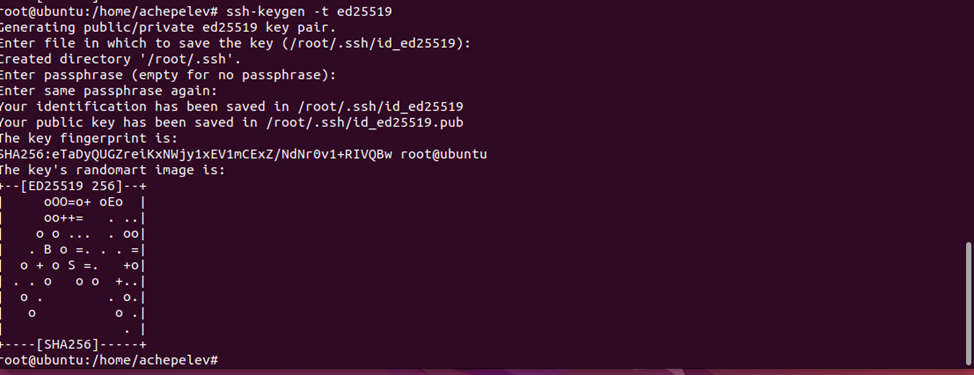 root@ubuntu:/home/achepelev# ssh-keygen -t ed25519
Generating public/private ed25519 key pair.
Enter file in which to save the key (/root/.ssh/id_ed25519):
Created directory '/root/.ssh'.
Enter passphrase (empty for no passphrase):
Enter same passphrase again:
Your identification has been saved in /root/.ssh/id_ed25519
Your public key has been saved in /root/.ssh/id_ed25519.pub
The key fingerprint is:
SHA256:eTaDyQUGZreiKxNWjy1xEV1mCExZ/NdNr0v1+RIVQBw root@ubuntu
The key's randomart image is:
+--[ED25519 256]--+
|     oOO=o+ oEo  |
|     oo++=   . ..|
|    o o ...  . oo|
|   . B o =. . . =|
|  o + o S =.   +o|
| . . o   o o  +..|
|  o .        . o.|
|   o          o .|
|               . |
+----[SHA256]-----+
root@ubuntu:/home/achepelev#